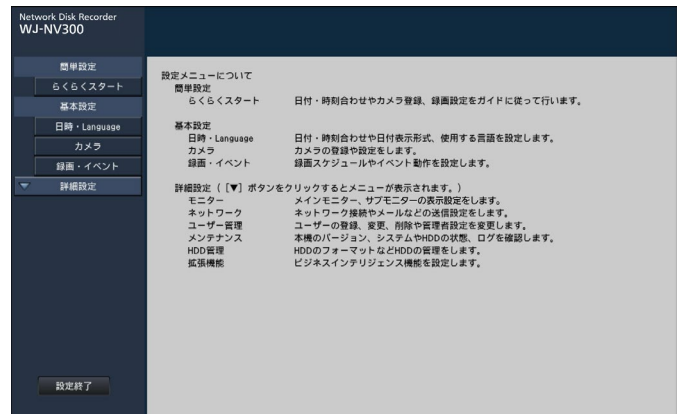 Network Disk Recorder
WJ-NV300
簡単設定
らくらくスタート
基本設定
日時・Language
カメラ
録画・イベント
▼ 詳細設定
設定終了
設定メニューについて
簡単設定
らくらくスタート 日付・時刻合わせやカメラ登録、録画設定をガイドに従って行います。
基本設定
日時・Language 日付・時刻合わせや日付表示形式、使用する言語を設定します。
カメラ カメラの登録や設定をします。
録画・イベント 録画スケジュールやイベント動作を設定します。
詳細設定（［▼］ボタンをクリックするとメニューが表示されます。）
モニター メインモニター、サブモニターの表示設定をします。
ネットワーク ネットワーク接続やメールなどの送信設定をします。
ユーザー管理 ユーザーの登録、変更、削除や管理者設定を変更します。
メンテナンス 本機のバージョン、システムやHDDの状態、ログを確認します。
HDD管理 HDDのフォーマットなどHDDの管理をします。
拡張機能 ビジネスインテリジェンス機能を設定します。